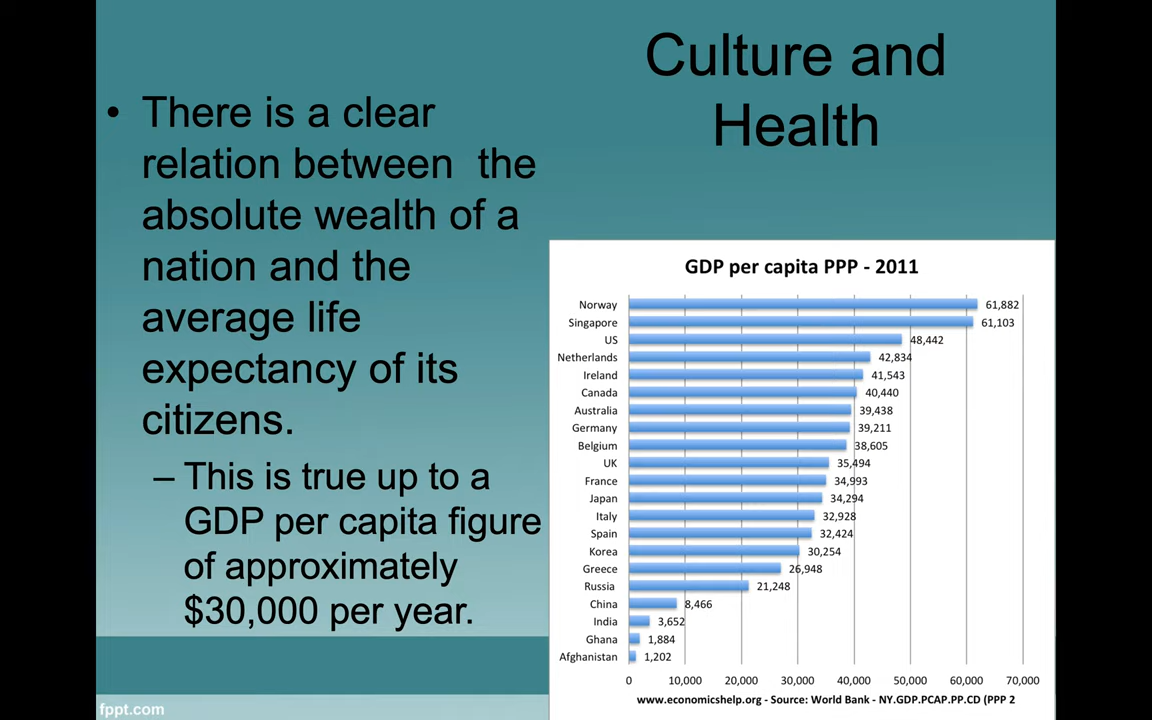 Culture and
Health
• There is a clear
relation between  the
absolute wealth of a
nation and the
average life
expectancy of its
citizens.
– This is true up to a
GDP per capita figure
of approximately
$30,000 per year.
GDP per capita PPP - 2011
Norway 61,882
Singapore 61,103
US 48,442
Netherlands 42,834
Ireland 41,543
Canada 40,440
Australia 39,438
Germany 39,211
Belgium 38,605
UK 35,494
France 34,993
Japan 34,294
Italy 32,928
Spain 32,424
Korea 30,254
Greece 26,948
Russia 21,248
China 8,466
India 3,652
Ghana 1,884
Afghanistan 1,202
0 10,000 20,000 30,000 40,000 50,000 60,000 70,000
www.economicshelp.org - Source: World Bank - NY.GDP.PCAP.PP.CD (PPP 2
fppt.com